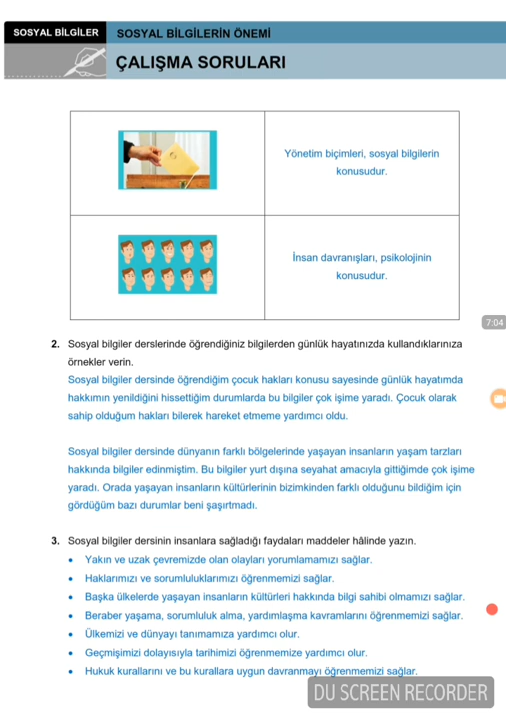 SOSYAL BİLGİLER
SOSYAL BİLGİLERİN ÖNEMİ
ÇALIŞMA SORULARI
Yönetim biçimleri, sosyal bilgilerin
konusudur.
İnsan davranışları, psikolojinin
konusudur.
7:04
2. Sosyal bilgiler derslerinde öğrendiğiniz bilgilerden günlük hayatınızda kullandıklarınıza
örnekler verin.
Sosyal bilgiler dersinde öğrendiğim çocuk hakları konusu sayesinde günlük hayatımda
hakkımın yenildiğini hissettiğim durumlarda bu bilgiler çok işime yaradı. Çocuk olarak
sahip olduğum hakları bilerek hareket etmeme yardımcı oldu.
Sosyal bilgiler dersinde dünyanın farklı bölgelerinde yaşayan insanların yaşam tarzları
hakkında bilgiler edinmiştim. Bu bilgiler yurt dışına seyahat amacıyla gittiğimde çok işime
yaradı. Orada yaşayan insanların kültürlerinin bizimkinden farklı olduğunu bildiğim için
gördüğüm bazı durumlar beni şaşırtmadı.
3. Sosyal bilgiler dersinin insanlara sağladığı faydaları maddeler hâlinde yazın.
• Yakın ve uzak çevremizde olan olayları yorumlamamızı sağlar.
• Haklarımızı ve sorumluluklarımızı öğrenmemizi sağlar.
• Başka ülkelerde yaşayan insanların kültürleri hakkında bilgi sahibi olmamızı sağlar.
• Beraber yaşama, sorumluluk alma, yardımlaşma kavramlarını öğrenmemizi sağlar.
• Ülkemizi ve dünyayı tanımamıza yardımcı olur.
• Geçmişimizi dolayısıyla tarihimizi öğrenmemize yardımcı olur.
• Hukuk kurallarını ve bu kurallara uygun davranmayı öğrenmemizi sağlar.
DU SCREEN RECORDER